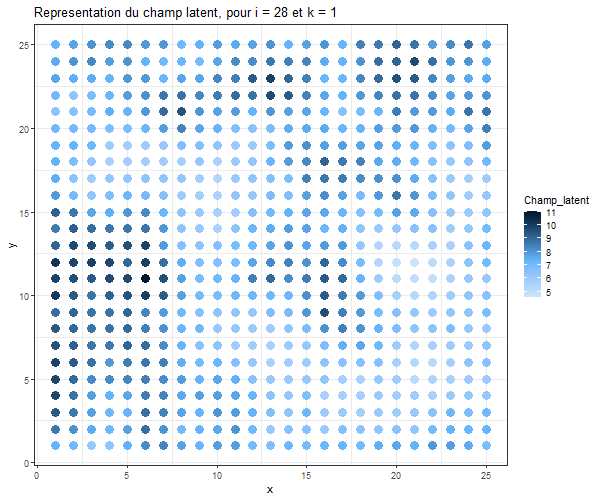 Representation du champ latent, pour i = 28 et k = 1
25
20
15
10
5
0
y
0 5 10 15 20 25
x
Champ_latent
11
10
9
8
7
6
5